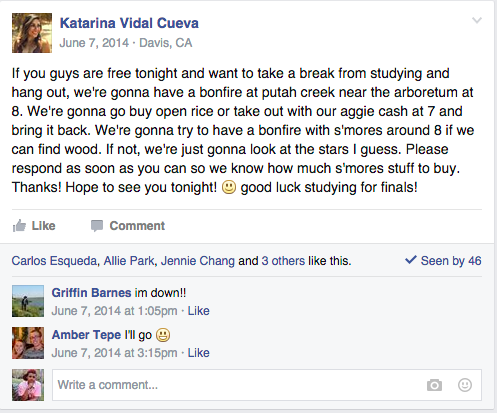 Katarina Vidal Cueva
June 7, 2014 · Davis, CA
If you guys are free tonight and want to take a break from studying and
hang out, we're gonna have a bonfire at putah creek near the arboretum at
8. We're gonna go buy open rice or take out with our aggie cash at 7 and
bring it back. We're gonna try to have a bonfire with s'mores around 8 if we
can find wood. If not, we're just gonna look at the stars I guess. Please
respond as soon as you can so we know how much s'mores stuff to buy.
Thanks! Hope to see you tonight! 😃 good luck studying for finals!
Like Comment
Carlos Esqueda, Allie Park, Jennie Chang and 3 others like this. ✓ Seen by 46
Griffin Barnes im down!!
June 7, 2014 at 1:05pm · Like
Amber Tepe I'll go 😃
June 7, 2014 at 3:15pm · Like
Write a comment...